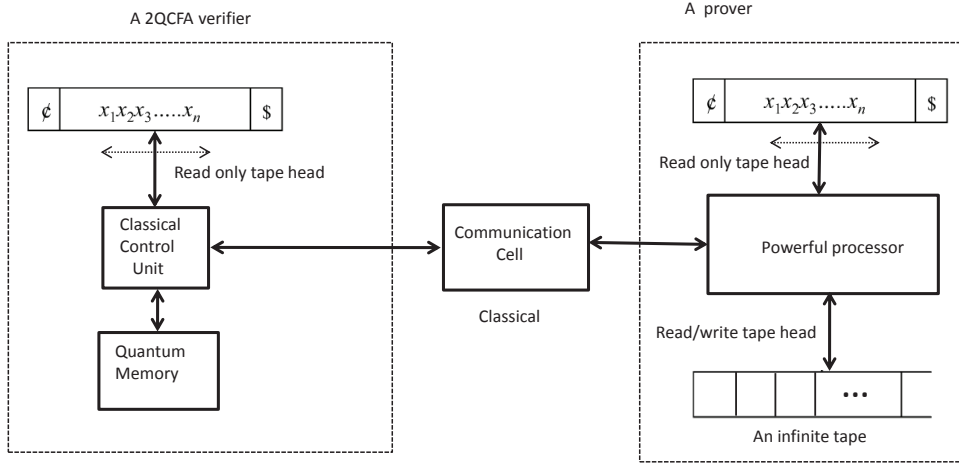 A 2QCFA verifier
A prover
¢ x₁x₂x₃.....xₙ $
Read only tape head
Classical
Control
Unit
Quantum
Memory
Communication
Cell
Classical
¢ x₁x₂x₃.....xₙ $
Read only tape head
Powerful processor
Read/write tape head
...
An infinite tape